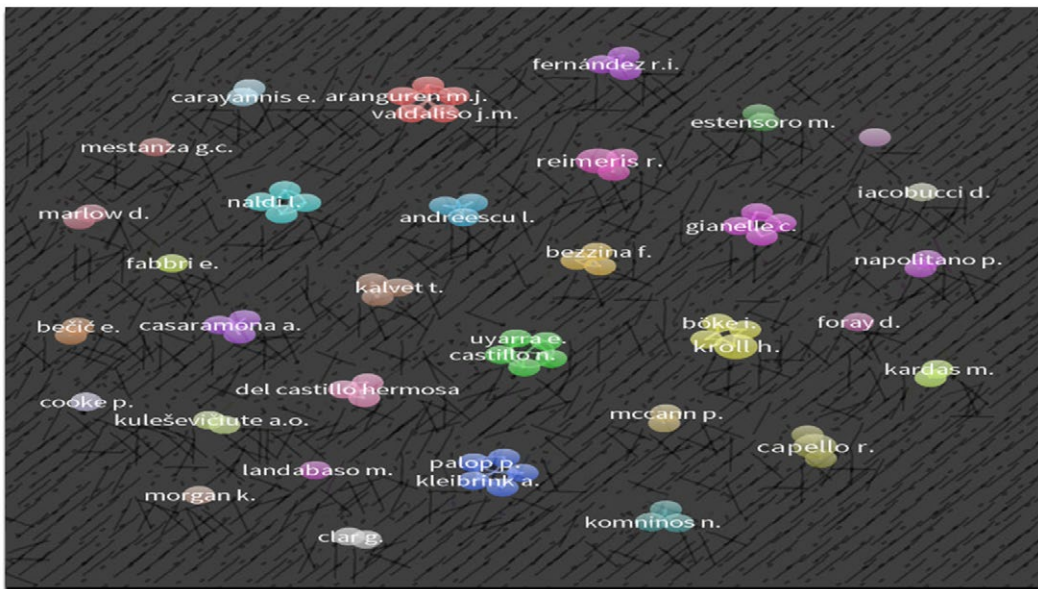 fernández r.i.
carayannis e.
aranguren m.j.
valdaliso j.m.
estensoro m.
mestanza g.c.
reimeris r.
iacobucci d.
naldi l.
marlow d.
andreescu l.
gianelle c.
bezzina f.
napolitano p.
fabbri e.
kalvet t.
bečić e.
casaramona a.
böke i.
foray d.
uyarra e.
kroll h.
castillo n.
kardas m.
del castillo hermosa
cooke p.
mccann p.
kuleševičiute a.o.
capello r.
palop p.
landabaso m.
kleibrink a.
morgan k.
komninos n.
clar g.